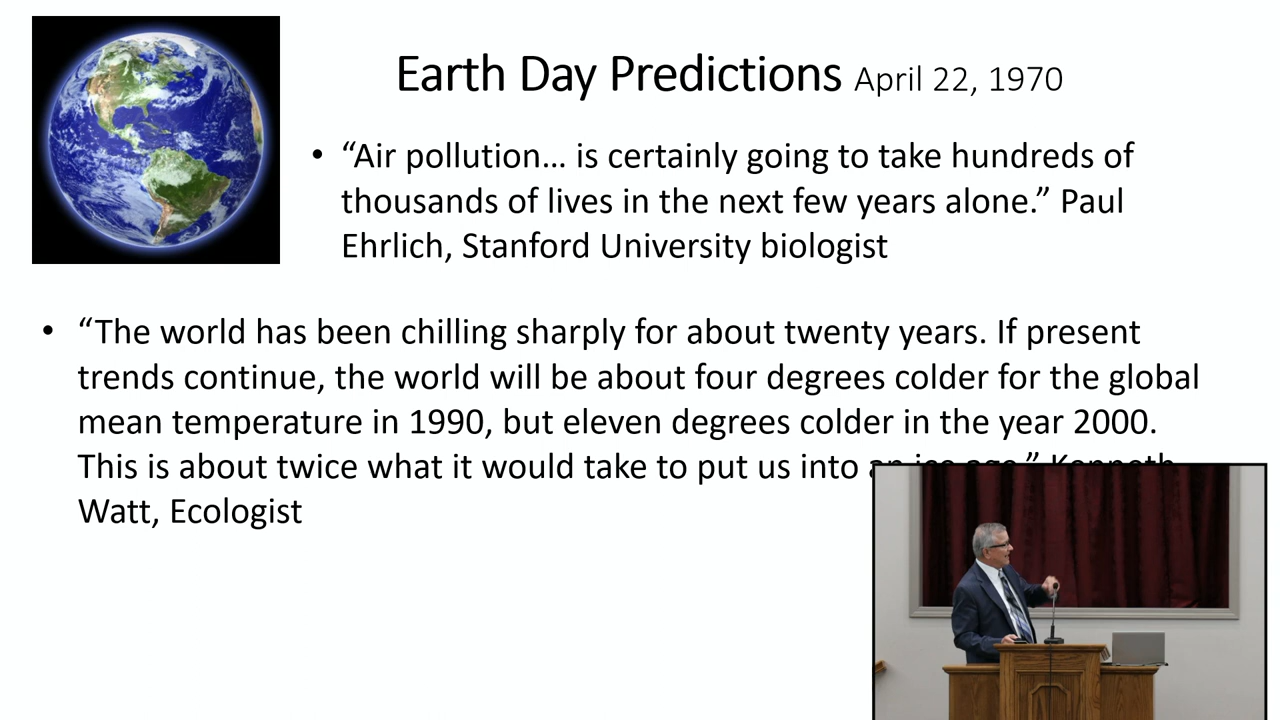 Earth Day Predictions April 22, 1970
• “Air pollution… is certainly going to take hundreds of
thousands of lives in the next few years alone.” Paul
Ehrlich, Stanford University biologist
• “The world has been chilling sharply for about twenty years. If present
trends continue, the world will be about four degrees colder for the global
mean temperature in 1990, but eleven degrees colder in the year 2000.
This is about twice what it would take to put us into an ice age.” Kenneth
Watt, Ecologist